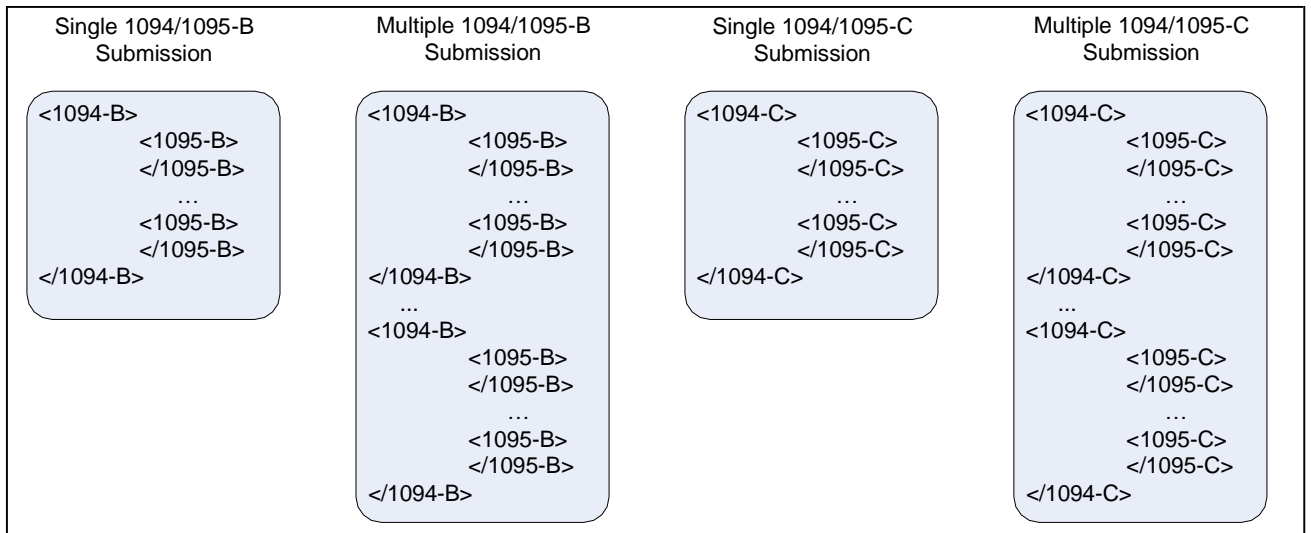 Single 1094/1095-B
Submission
<1094-B>
<1095-B>
</1095-B>
…
<1095-B>
</1095-B>
</1094-B>
Multiple 1094/1095-B
Submission
<1094-B>
<1095-B>
</1095-B>
…
<1095-B>
</1095-B>
</1094-B>
...
<1094-B>
<1095-B>
</1095-B>
…
<1095-B>
</1095-B>
</1094-B>
Single 1094/1095-C
Submission
<1094-C>
<1095-C>
</1095-C>
…
<1095-C>
</1095-C>
</1094-C>
Multiple 1094/1095-C
Submission
<1094-C>
<1095-C>
</1095-C>
…
<1095-C>
</1095-C>
</1094-C>
...
<1094-C>
<1095-C>
</1095-C>
…
<1095-C>
</1095-C>
</1094-C>